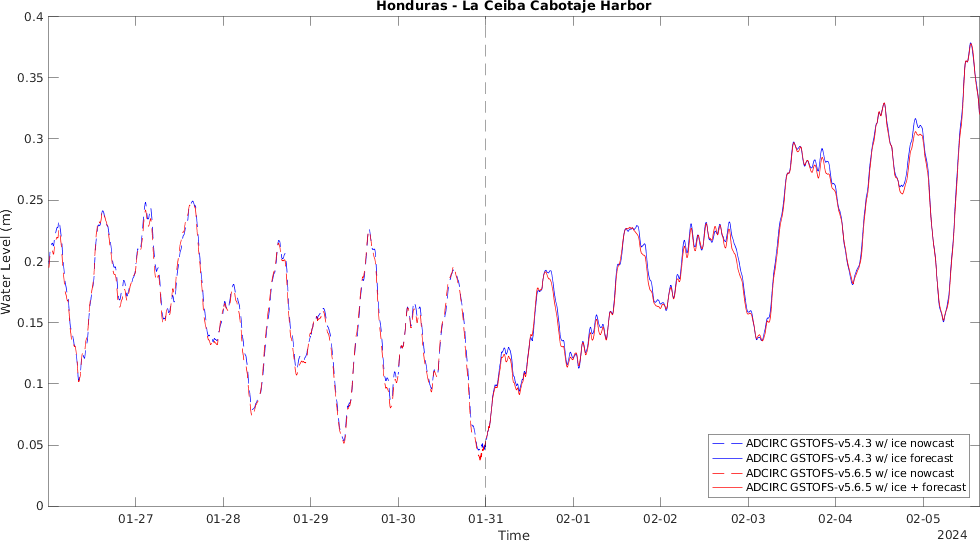 Honduras - La Ceiba Cabotaje Harbor
0.4
0.35
0.3
0.25
0.2
0.15
0.1
0.05
0
Water Level (m)
ADCIRC GSTOFS-v5.4.3 w/ ice nowcast
ADCIRC GSTOFS-v5.4.3 w/ ice forecast
ADCIRC GSTOFS-v5.6.5 w/ ice nowcast
ADCIRC GSTOFS-v5.6.5 w/ ice + forecast
01-27 01-28 01-29 01-30 01-31 02-01 02-02 02-03 02-04 02-05
Time
2024